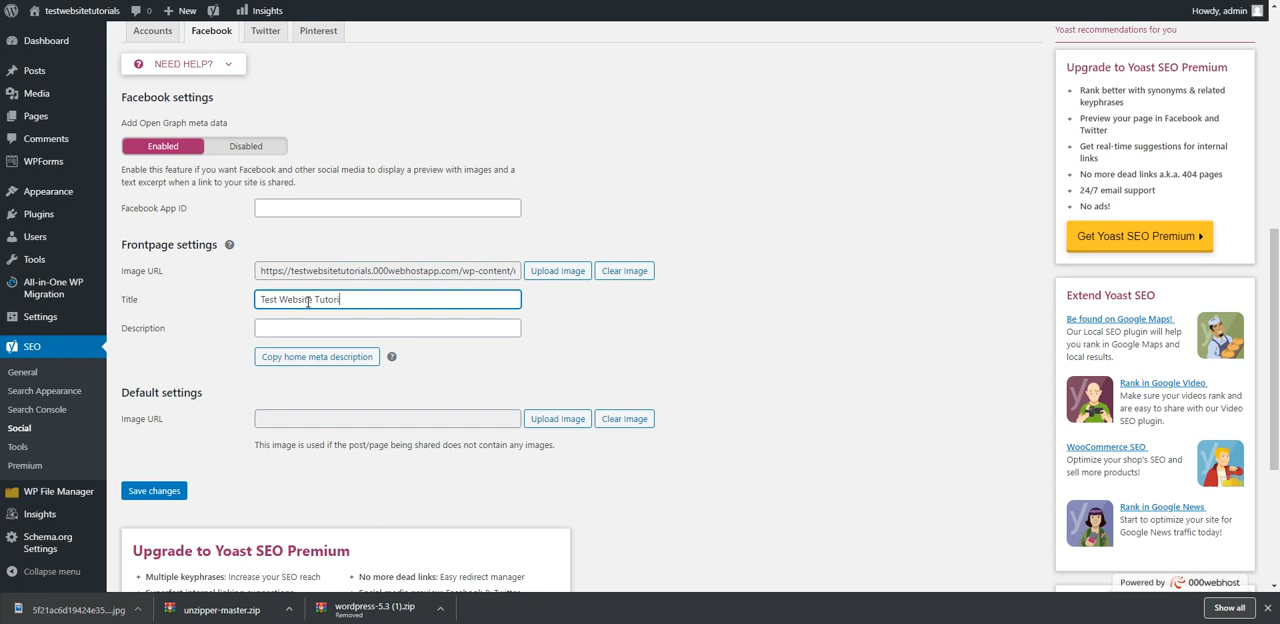 testwebsitetutorials
0
New
Insights
Howdy, admin
Dashboard
Posts
Media
Pages
Comments
WPForms
Appearance
Plugins
Users
Tools
All-in-One WP
Migration
Settings
SEO
General
Search Appearance
Search Console
Social
Tools
Premium
WP File Manager
Insights
Schema.org
Settings
Collapse menu
Accounts
Facebook
Twitter
Pinterest
NEED HELP?
Facebook settings
Add Open Graph meta data
Enabled
Disabled
Enable this feature if you want Facebook and other social media to display a preview with images and a
text excerpt when a link to your site is shared.
Facebook App ID
Frontpage settings
Image URL
https://testwebsitetutorials.000webhostapp.com/wp-content/
Upload Image
Clear Image
Title
Test Website Tutori
Description
Copy home meta description
Default settings
Image URL
Upload Image
Clear Image
This image is used if the post/page being shared does not contain any images.
Save changes
Upgrade to Yoast SEO Premium
+ Multiple keyphrases: Increase your SEO reach
+ No more dead links: Easy redirect manager
Yoast recommendations for you
Upgrade to Yoast SEO Premium
+ Rank better with synonyms & related
keyphrases
+ Preview your page in Facebook and
Twitter
+ Get real-time suggestions for internal
links
+ No more dead links a.k.a. 404 pages
+ 24/7 email support
+ No ads!
Get Yoast SEO Premium
Extend Yoast SEO
Be found on Google Maps!
Our Local SEO plugin will help
you rank in Google Maps and
local results.
Rank in Google Video
Make sure your videos rank and
are easy to share with our Video
SEO plugin.
WooCommerce SEO
Optimize your shop's SEO and
sell more products!
Rank in Google News
Start to optimize your site for
Google News traffic today!
Powered by 000webhost
5f21ac6d19424e35....jpg
unzipper-master.zip
wordpress-5.3 (1).zip
Removed
Show all